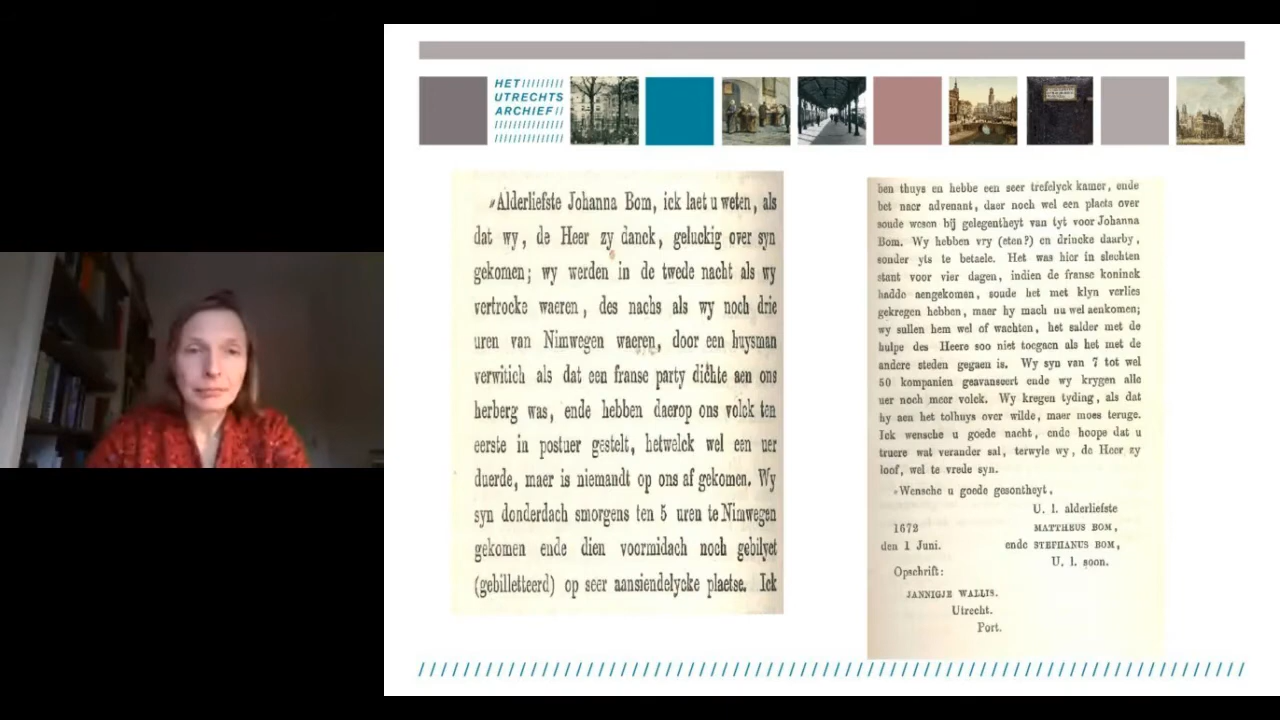 HET
UTRECHTS
ARCHIEF
"Alderliefste Johanna Bom, ick laet u weten, als
dat wy, de Heer zy danck, geluckig over syn
gekomen; wy werden in de twede nacht als wy
vertrocke waeren, des nachs als wy noch drie
uren van Nimwegen waeren, door een huysman
verwitich als dat een franse party dichte aen ons
herberg was, ende hebben daerop ons volck ten
eerste in postuer gestelt, hetwelck wel een uer
duerde, maer is niemandt op ons af gekomen. Wy
syn donderdach smorgens ten 5 uren te Nimwegen
gekomen ende dien voormidach noch gebilyet
(gebilletteerd) op seer aansiendelycke plaetse. Ick
ben thuys en hebbe een seer trefelyck kamer, ende
bet naer advenant, daer noch wel een plaets over
soude wesen bij gelegentheyt van tyt voor Johanna
Bom. Wy hebben vry (eten?) en drincke daarby,
sonder yts te betaele. Het was hier in slechten
stant voor vier dagen, indien de franse koninck
hadde aengekomen, soude het met klyn verlies
gekregen hebben, maer hy mach nu wel aenkomen;
wy sullen hem wel of wachten, het salder met de
hulpe des Heere soo niet toegaen als het met de
andere steden gegaen is. Wy syn van 7 tot wel
50 kompanien geavanseert ende wy krygen alle
uer noch meer volck. Wy kregen tyding, als dat
hy aen het tolhuys over wilde, maer moes teruge.
Ick wensche u goede nacht, ende hoope dat u
truere wat verander sal, terwyle wy, de Heer zy
loof, wel te vrede syn.
"Wensche u goede gesontheyt,
U. l. alderliefste
1672 MATTHEUS BOM,
den 1 Juni. ende STEPHANUS BOM,
U. l. soon.
Opschrift:
JANNIGJE WALLIS.
Utrecht.
Port.